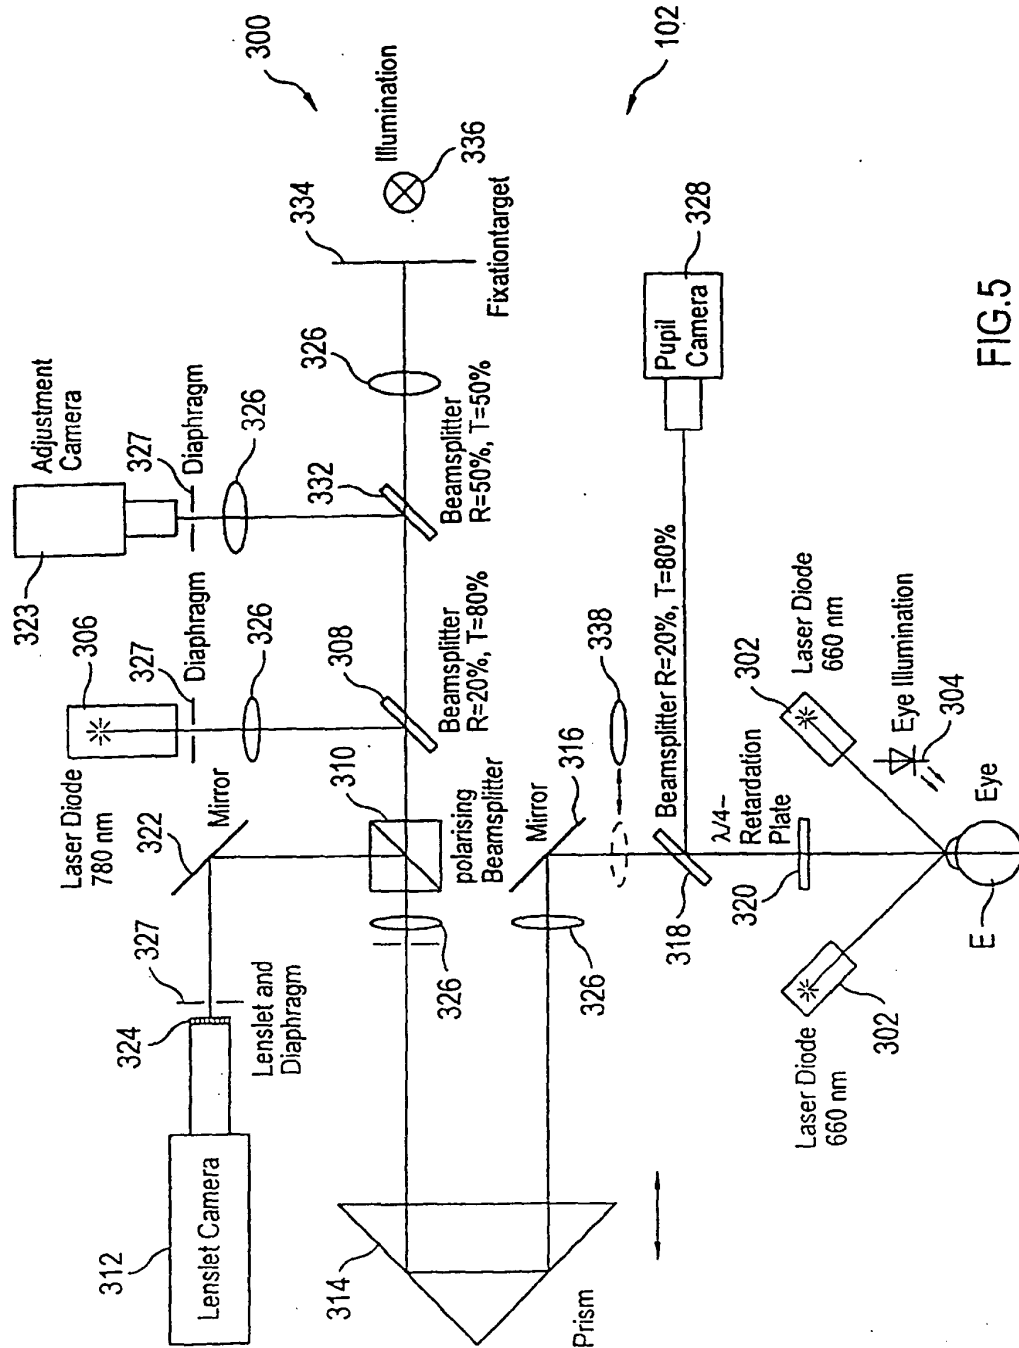 300
102
Illumination
336
334
Fixationtarget
326
Adjustment
Camera
323
327
Diaphragm
326
332
Beamsplitter
R=50%, T=50%
306
Laser Diode
780 nm
327
Diaphragm
326
308
Beamsplitter
R=20%, T=80%
310
polarising
Beamsplitter
322
Mirror
327
324
Lenslet and
Diaphragm
312
Lenslet Camera
326
314
Prism
326
316
Mirror
338
318
Beamsplitter R=20%, T=80%
328
Pupil
Camera
λ/4–
Retardation
Plate
320
302
Laser Diode
660 nm
Eye Illumination
304
Eye
E
302
Laser Diode
660 nm
FIG.5